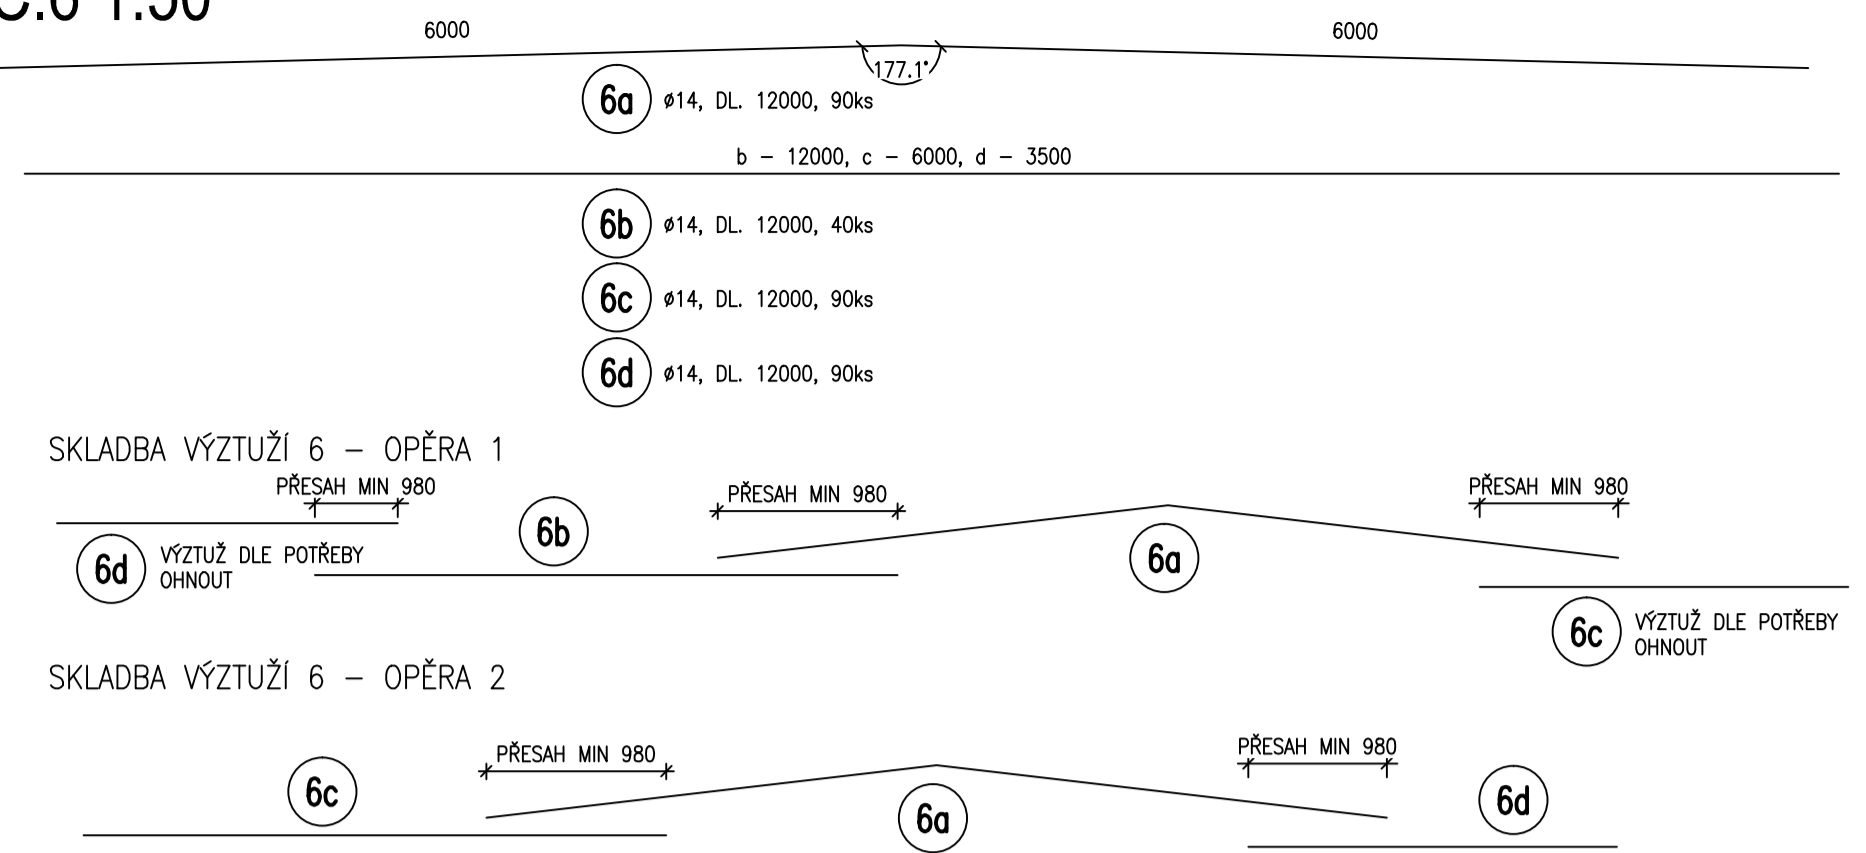 6000
6000
177.1°
6a ø14, DL. 12000, 90ks
b – 12000, c – 6000, d – 3500
6b ø14, DL. 12000, 40ks
6c ø14, DL. 12000, 90ks
6d ø14, DL. 12000, 90ks
SKLADBA VÝZTUŽÍ 6 – OPĚRA 1
PŘESAH MIN 980
PŘESAH MIN 980
PŘESAH MIN 980
6b
6a
6d VÝZTUŽ DLE POTŘEBY
OHNOUT
6c VÝZTUŽ DLE POTŘEBY
OHNOUT
SKLADBA VÝZTUŽÍ 6 – OPĚRA 2
PŘESAH MIN 980
PŘESAH MIN 980
6c
6a
6d